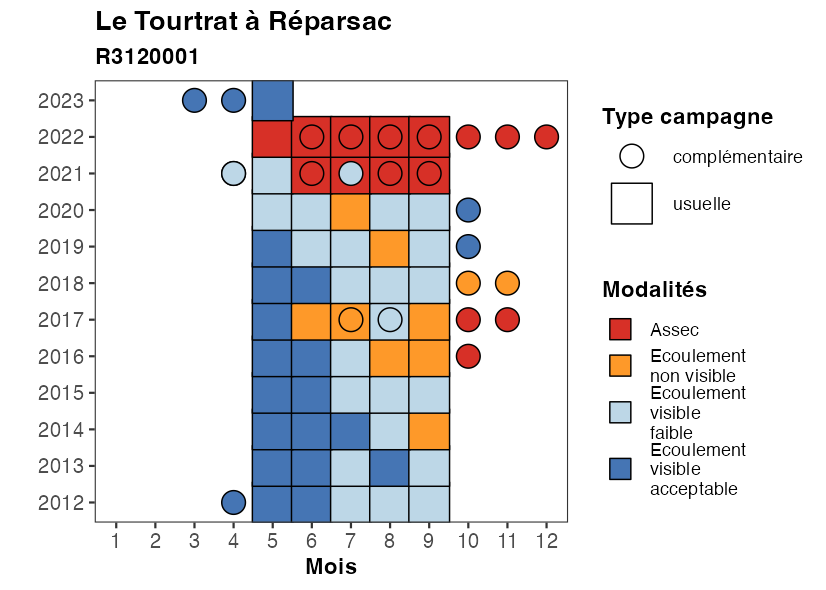 Le Tourtrat à Réparsac
R3120001
2023
2022
2021
2020
2019
2018
2017
2016
2015
2014
2013
2012
1 2 3 4 5 6 7 8 9 10 11 12
Mois
Type campagne
complémentaire
usuelle
Modalités
Assec
Ecoulement
non visible
Ecoulement
visible
faible
Ecoulement
visible
acceptable